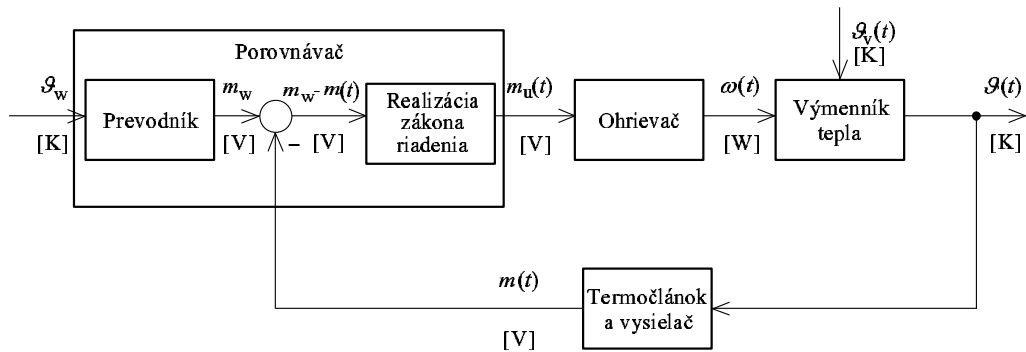 Porovnávač
ϑw
[K]
Prevodník
mw
[V]
mw - m(t)
[V]
–
Realizácia
zákona
riadenia
mu(t)
[V]
Ohrievač
ω(t)
[W]
ϑv(t)
[K]
Výmenník
tepla
ϑ(t)
[K]
m(t)
[V]
Termočlánok
a vysielač